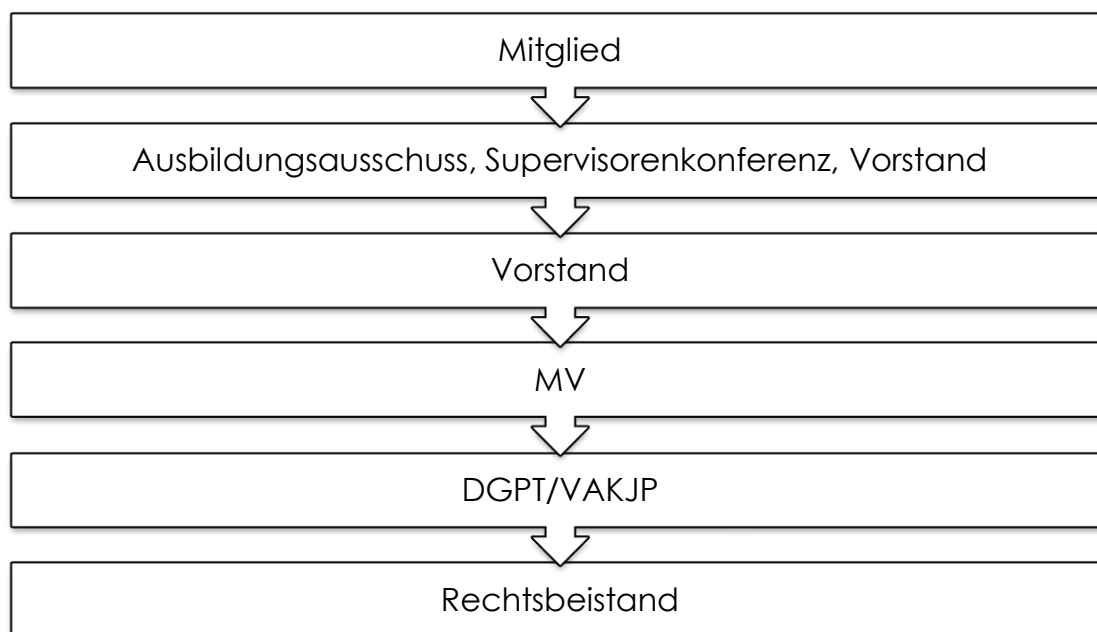 Mitglied
Ausbildungsausschuss, Supervisorenkonferenz, Vorstand
Vorstand
MV
DGPT/VAKJP
Rechtsbeistand